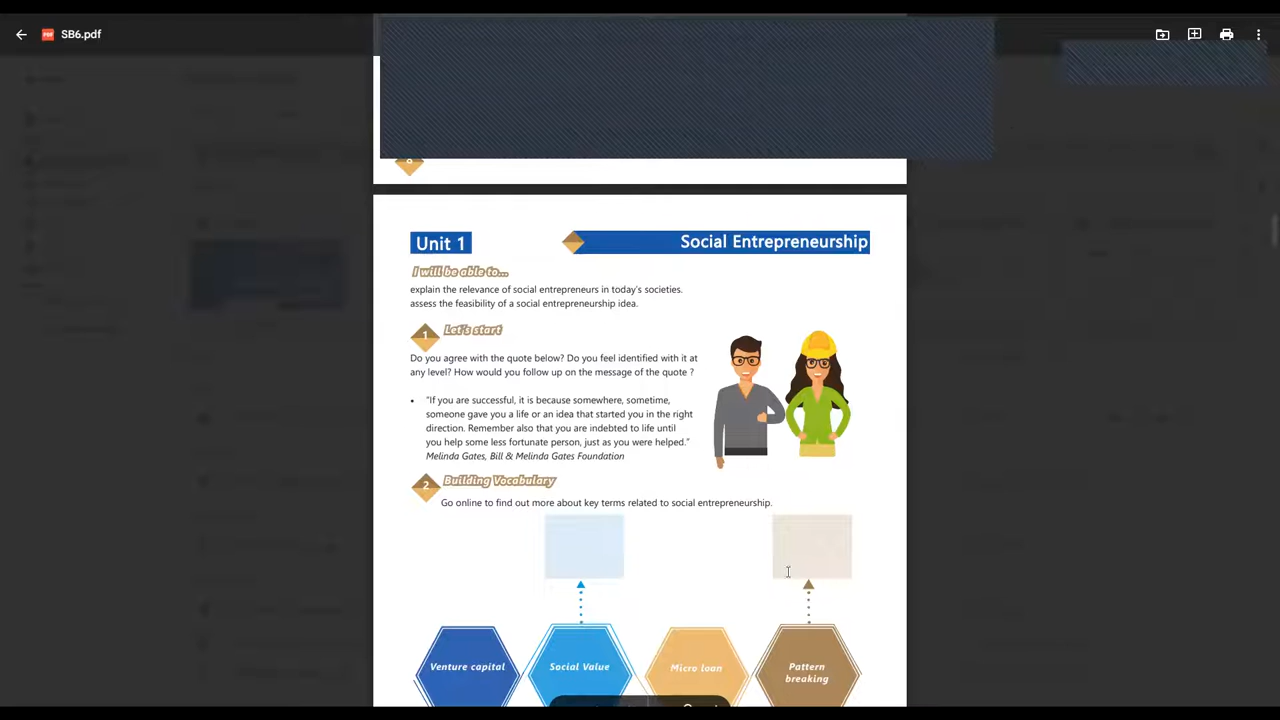 SB6.pdf
Unit 1
Social Entrepreneurship
I will be able to...
explain the relevance of social entrepreneurs in today's societies.
assess the feasibility of a social entrepreneurship idea.
1 Let's start
Do you agree with the quote below? Do you feel identified with it at
any level? How would you follow up on the message of the quote ?
• "If you are successful, it is because somewhere, sometime,
someone gave you a life or an idea that started you in the right
direction. Remember also that you are indebted to life until
you help some less fortunate person, just as you were helped."
Melinda Gates, Bill & Melinda Gates Foundation
2 Building Vocabulary
Go online to find out more about key terms related to social entrepreneurship.
Venture capital
Social Value
Micro loan
Pattern
breaking